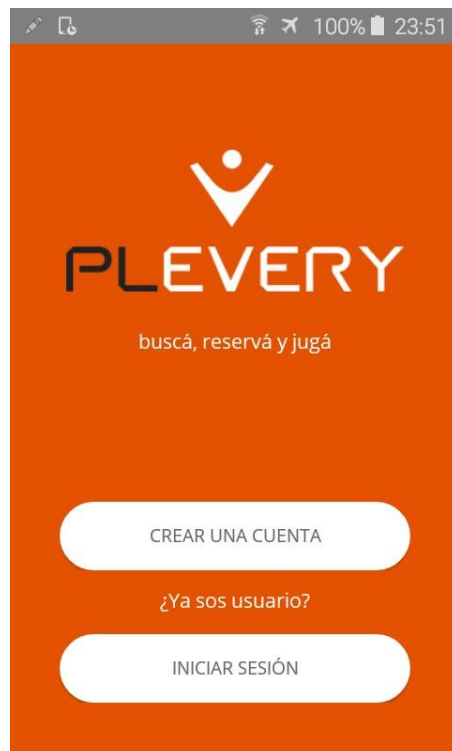 100% 23:51
PLEVERY
buscá, reservá y jugá
CREAR UNA CUENTA
¿Ya sos usuario?
INICIAR SESIÓN